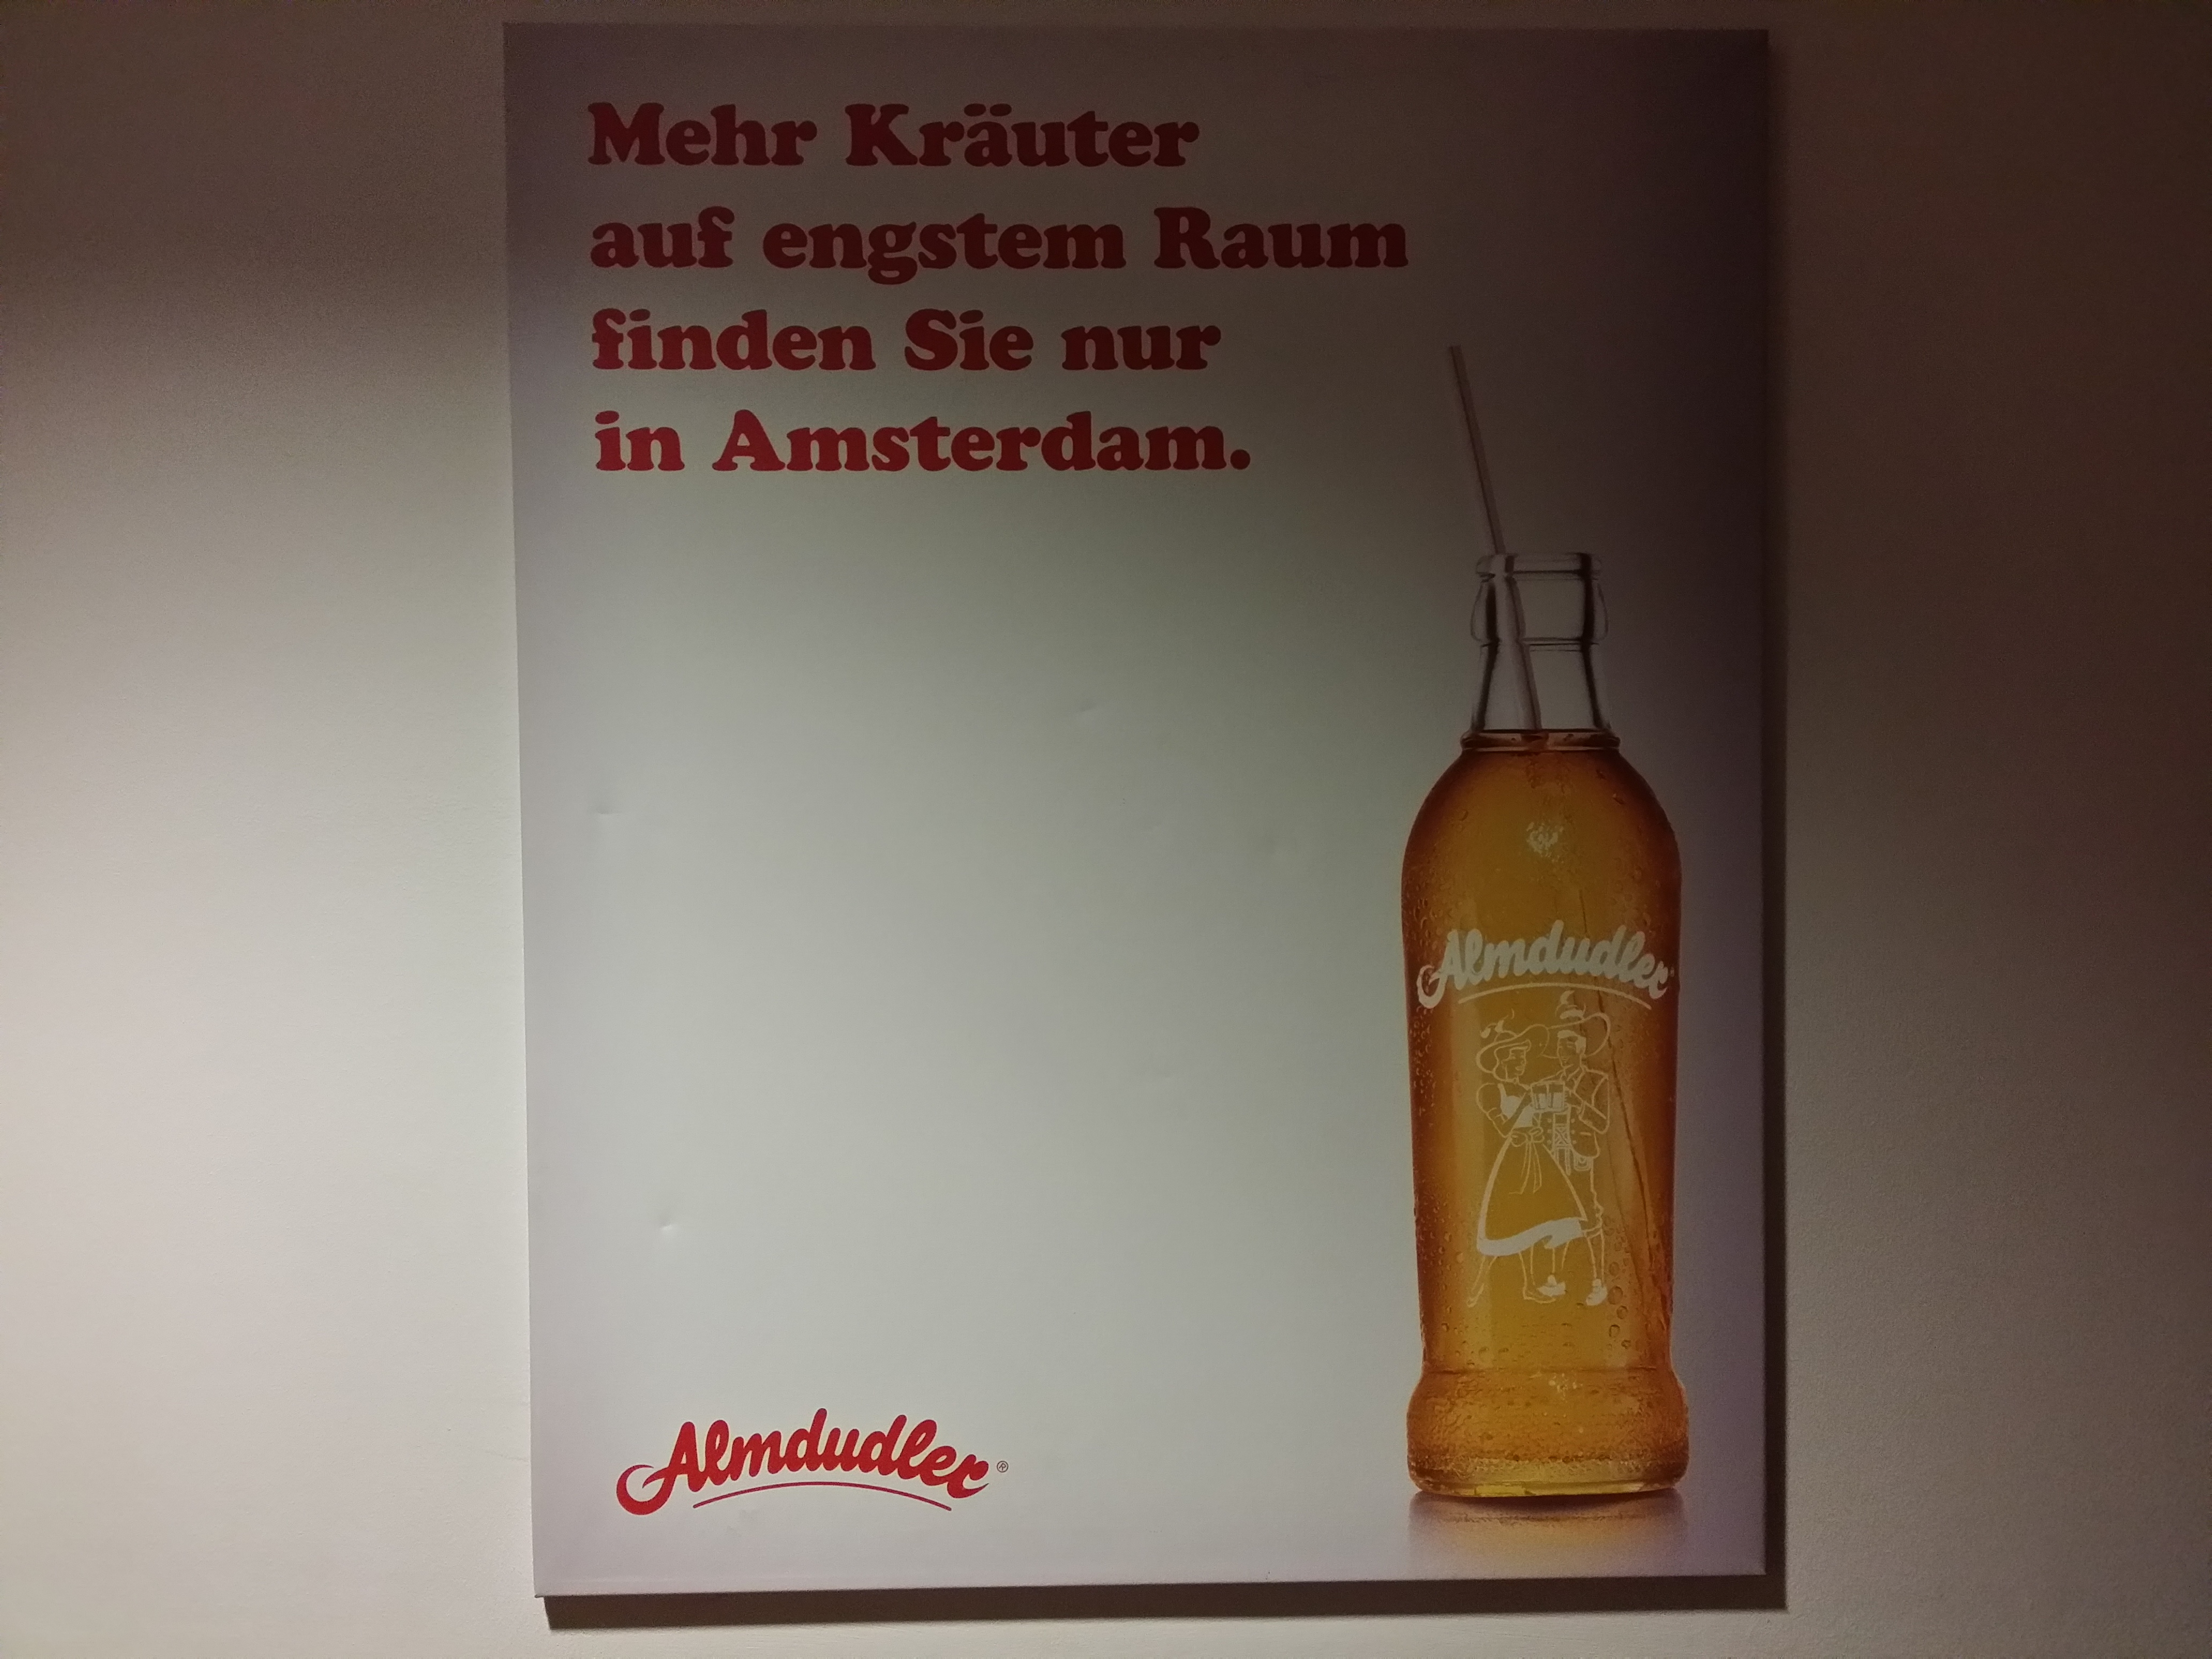 Mehr Kräuter
auf engstem Raum
finden Sie nur
in Amsterdam.
Almdudler
Almdudler®